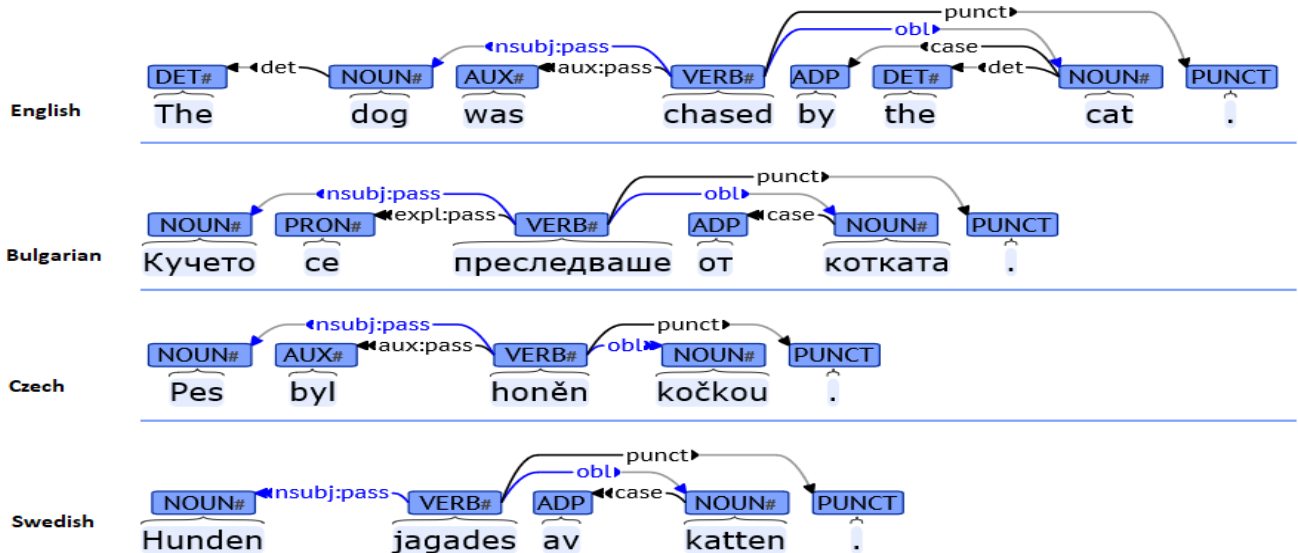 punct
obl
nsubj:pass case
det aux:pass det
DET# NOUN# AUX# VERB# ADP DET# NOUN# PUNCT
English The dog was chased by the cat .
punct
nsubj:pass obl
expl:pass case
NOUN# PRON# VERB# ADP NOUN# PUNCT
Bulgarian Кучето се преследваше от котката .
nsubj:pass punct
aux:pass obl
NOUN# AUX# VERB# NOUN# PUNCT
Czech Pes byl honěn kočkou .
punct
obl
nsubj:pass case
NOUN# VERB# ADP NOUN# PUNCT
Swedish Hunden jagades av katten .